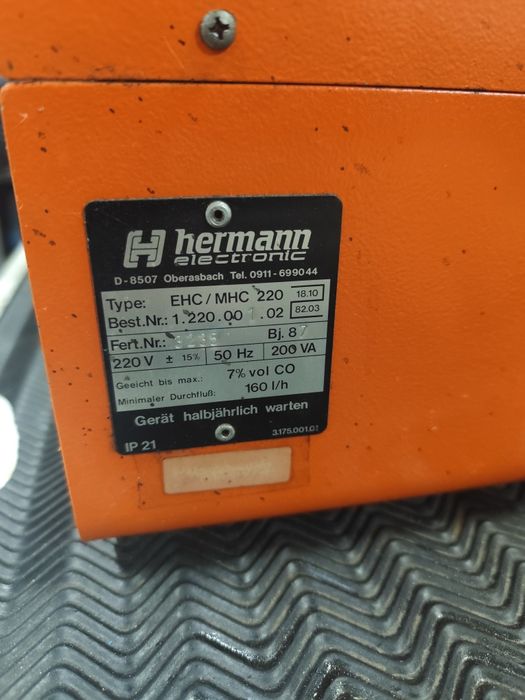 hermann
electronic
D-8507 Oberasbach Tel. 0911-699044
Type: EHC/MHC 220 18.10
Best.Nr.: 1.220.00 .02 82.03
Fert.Nr.: Bj. 87
220 V ± 15% 50 Hz 200 VA
Geeicht bis max.: 7% vol CO
Minimaler Durchfluß: 160 l/h
Gerät halbjährlich warten
IP 21 3.175.001.01